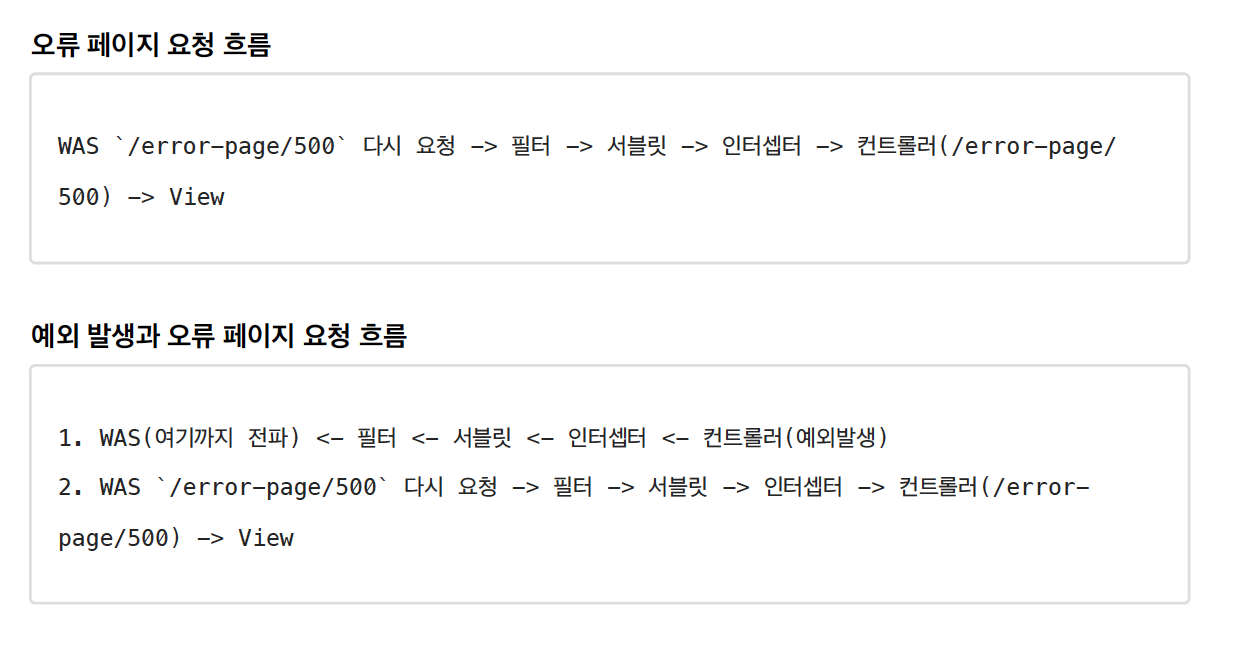 오류 페이지 요청 흐름
WAS `/error-page/500` 다시 요청 -> 필터 -> 서블릿 -> 인터셉터 -> 컨트롤러(/error-page/
500) -> View
예외 발생과 오류 페이지 요청 흐름
1. WAS(여기까지 전파) <- 필터 <- 서블릿 <- 인터셉터 <- 컨트롤러(예외발생)
2. WAS `/error-page/500` 다시 요청 -> 필터 -> 서블릿 -> 인터셉터 -> 컨트롤러(/error-
page/500) -> View